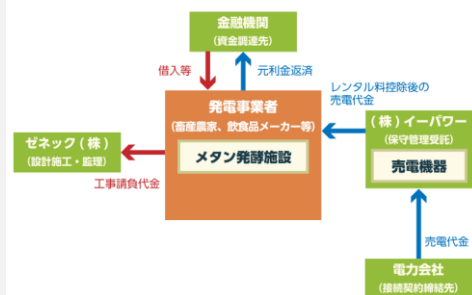 金融機関
(資金調達先)
借入等
元利金返済
レンタル料控除後の
売電代金
発電事業者
(畜産農家、飲食品メーカー等)
メタン発酵施設
ゼネック(株)
(設計施工・監理)
工事請負代金
(株)イーパワー
(保守管理受託)
売電機器
売電代金
電力会社
(接続契約締結先)